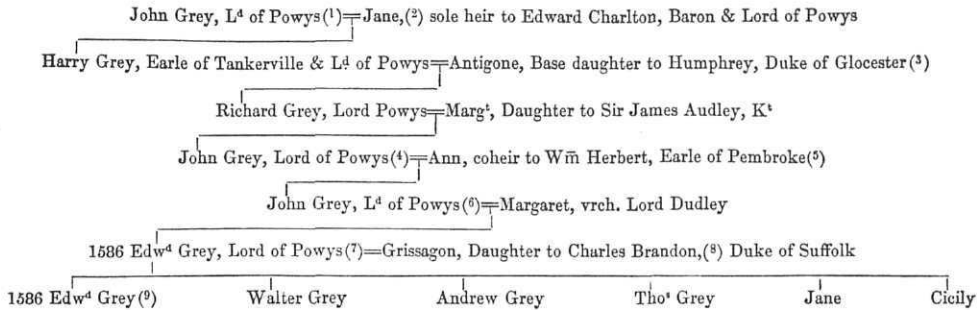 John Grey, Lᵈ of Powys(¹)=Jane,(²) sole heir to Edward Charlton, Baron & Lord of Powys
Harry Grey, Earle of Tankerville & Lᵈ of Powys=Antigone, Base daughter to Humphrey, Duke of Glocester(³)
Richard Grey, Lord Powys=Margᵗ, Daughter to Sir James Audley, Kᵗ
John Grey, Lord of Powys(⁴)=Ann, coheir to Wm̄ Herbert, Earle of Pembroke(⁵)
John Grey, Lᵈ of Powys(⁶)=Margaret, vrch. Lord Dudley
1586 Edwᵈ Grey, Lord of Powys(⁷)=Grissagon, Daughter to Charles Brandon,(⁸) Duke of Suffolk
1586 Edwᵈ Grey(⁹) Walter Grey Andrew Grey Thoˢ Grey Jane Cicily